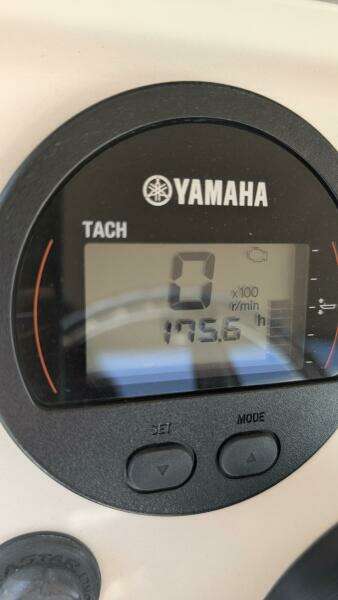 YAMAHA
TACH
0
x100
r/min
175.6 h
SET
MODE